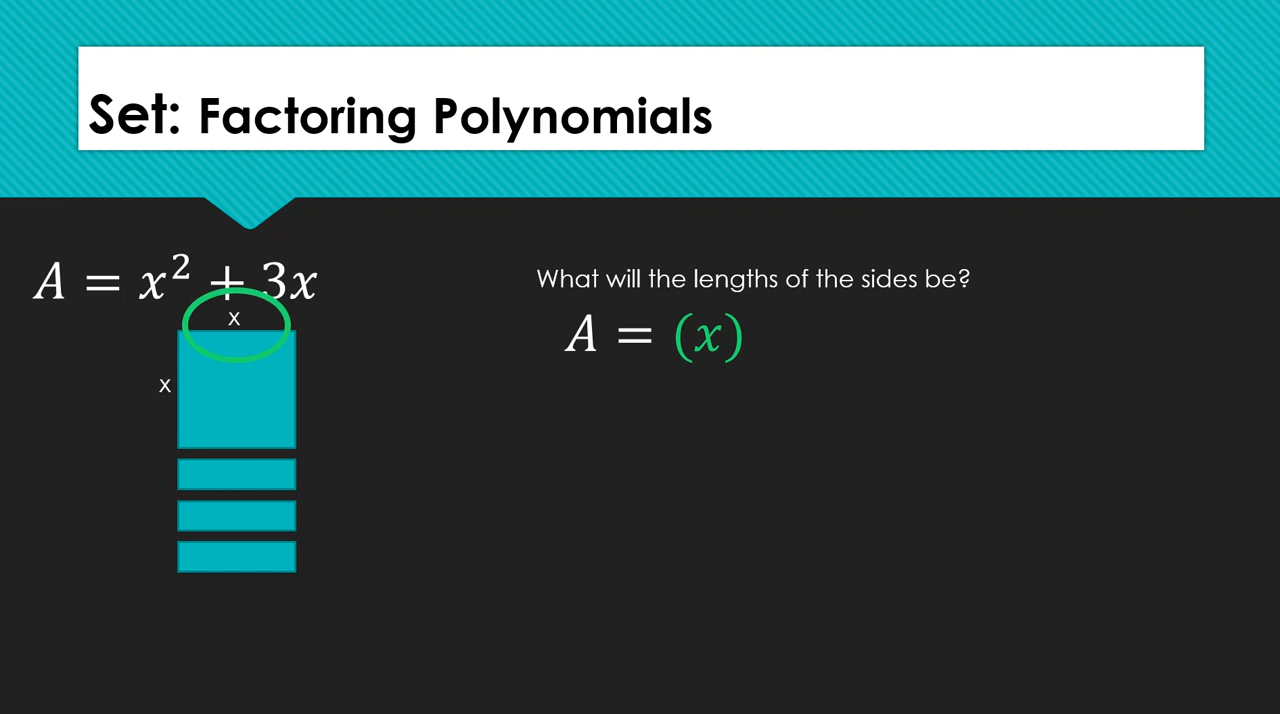 Set: Factoring Polynomials
A = x² + 3x
x
x
What will the lengths of the sides be?
A = (x)